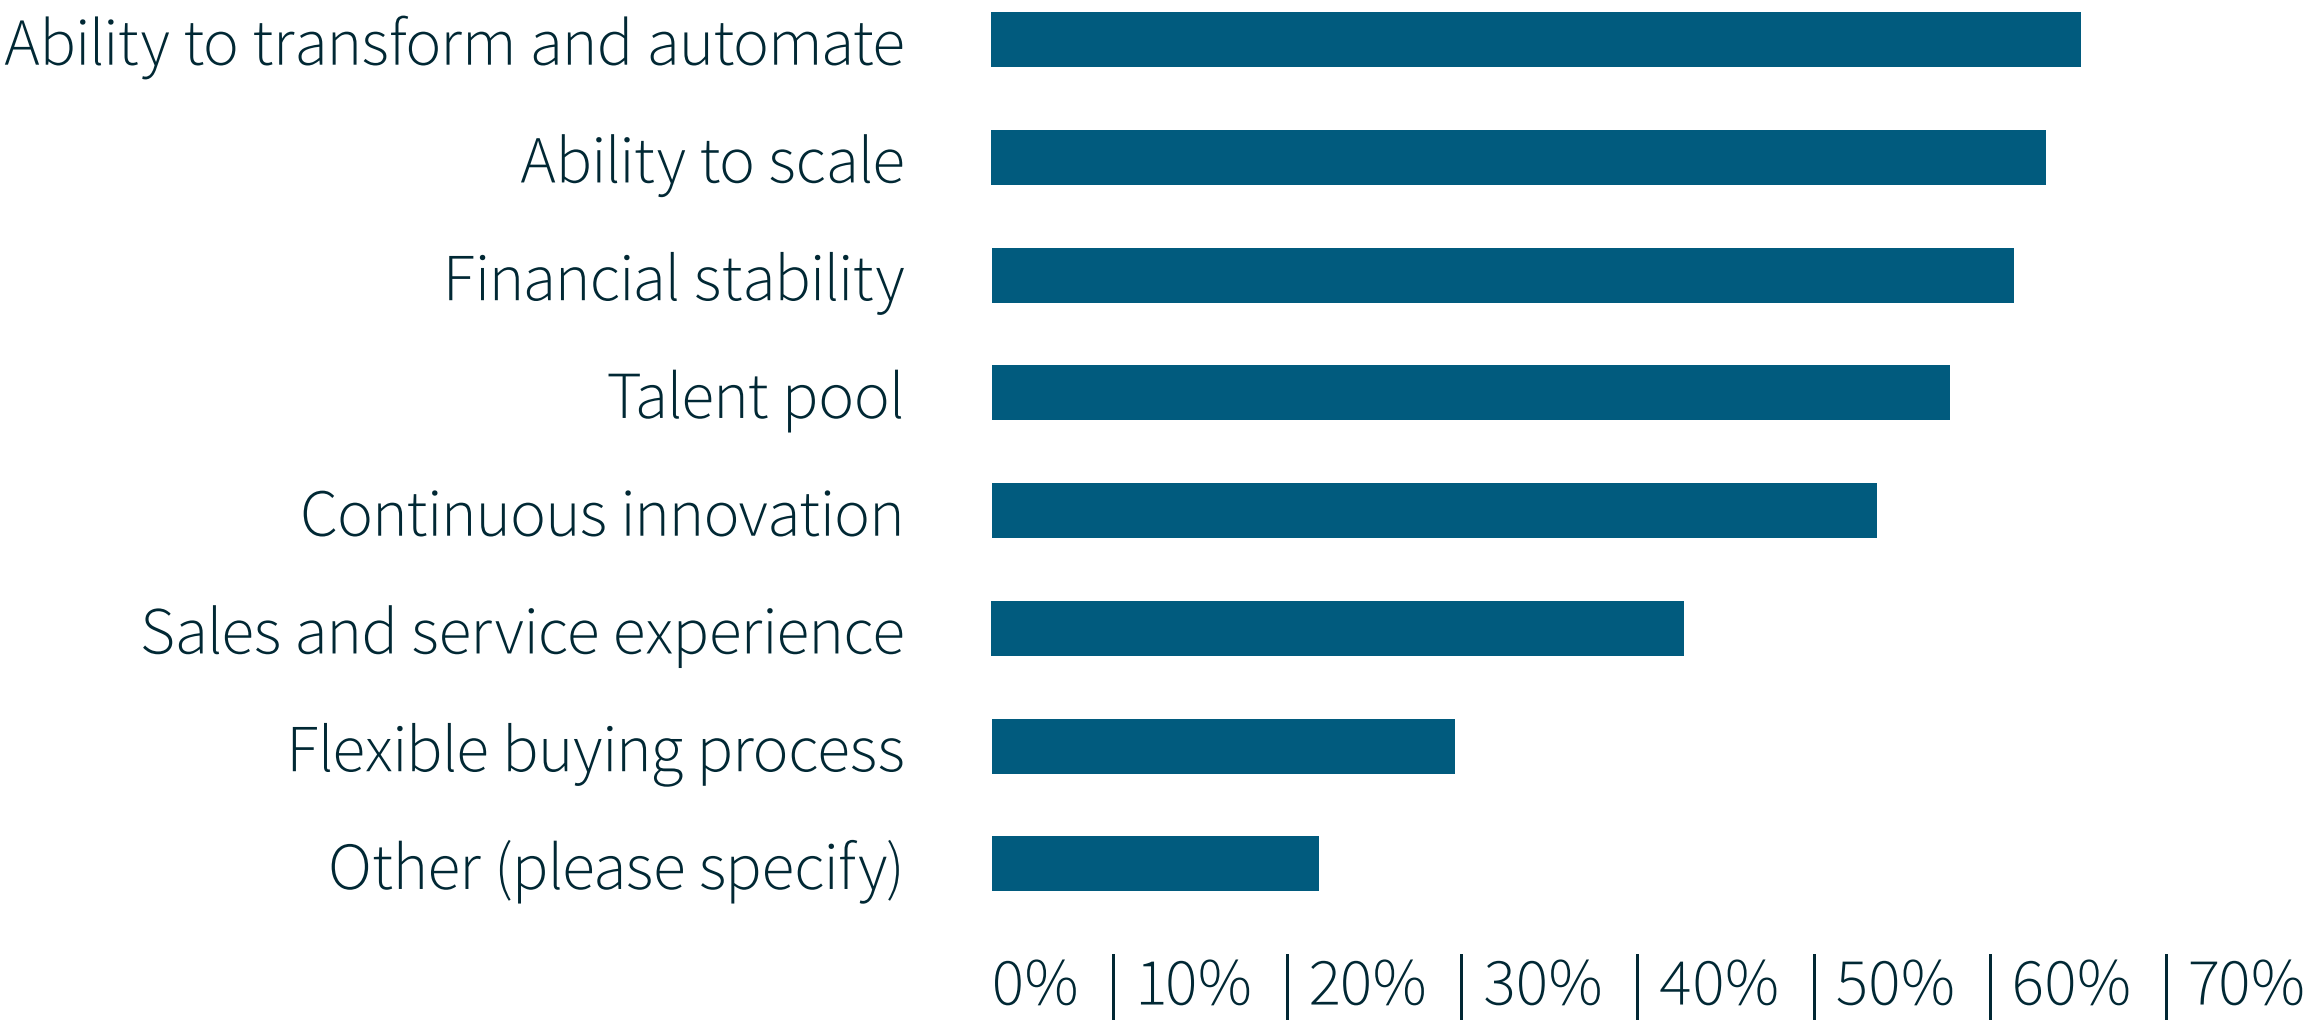 Ability to transform and automate
Ability to scale
Financial stability
Talent pool
Continuous innovation
Sales and service experience
Flexible buying process
Other (please specify)
0% | 10% | 20% | 30% | 40% | 50% | 60% | 70%